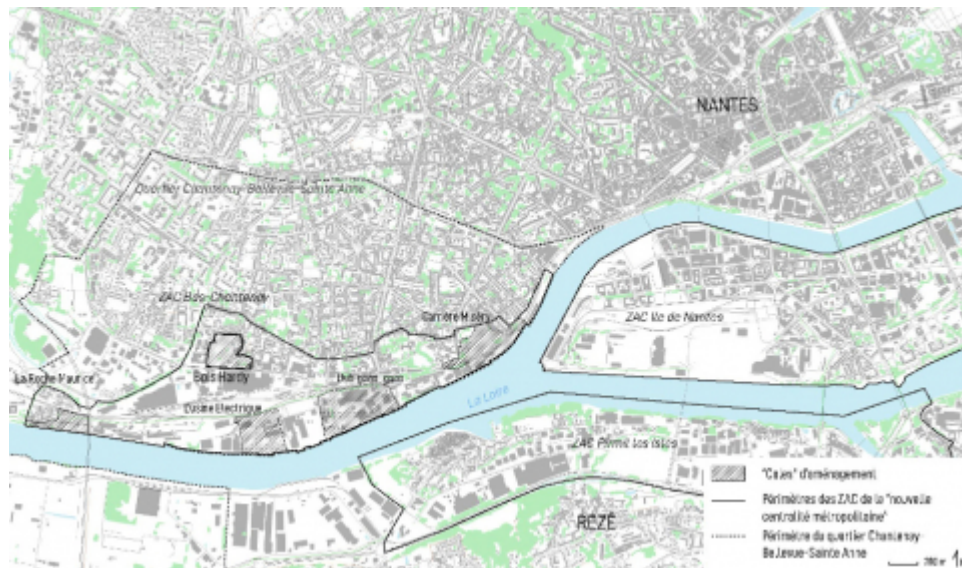 NANTES
Quartier Chantenay-Bellevue-Sainte Anne
ZAC Bas-Chantenay
Carrière Miséry
ZAC Ile de Nantes
La Roche Maurice
Bois Hardy
L'usine Electrique
La Loire
ZAC Pirmil les Isles
REZÉ
"Cales" d'aménagement
Périmètres des ZAC de la "nouvelle
centralité métropolitaine"
Périmètre du quartier Chantenay-
Bellevue-Sainte Anne